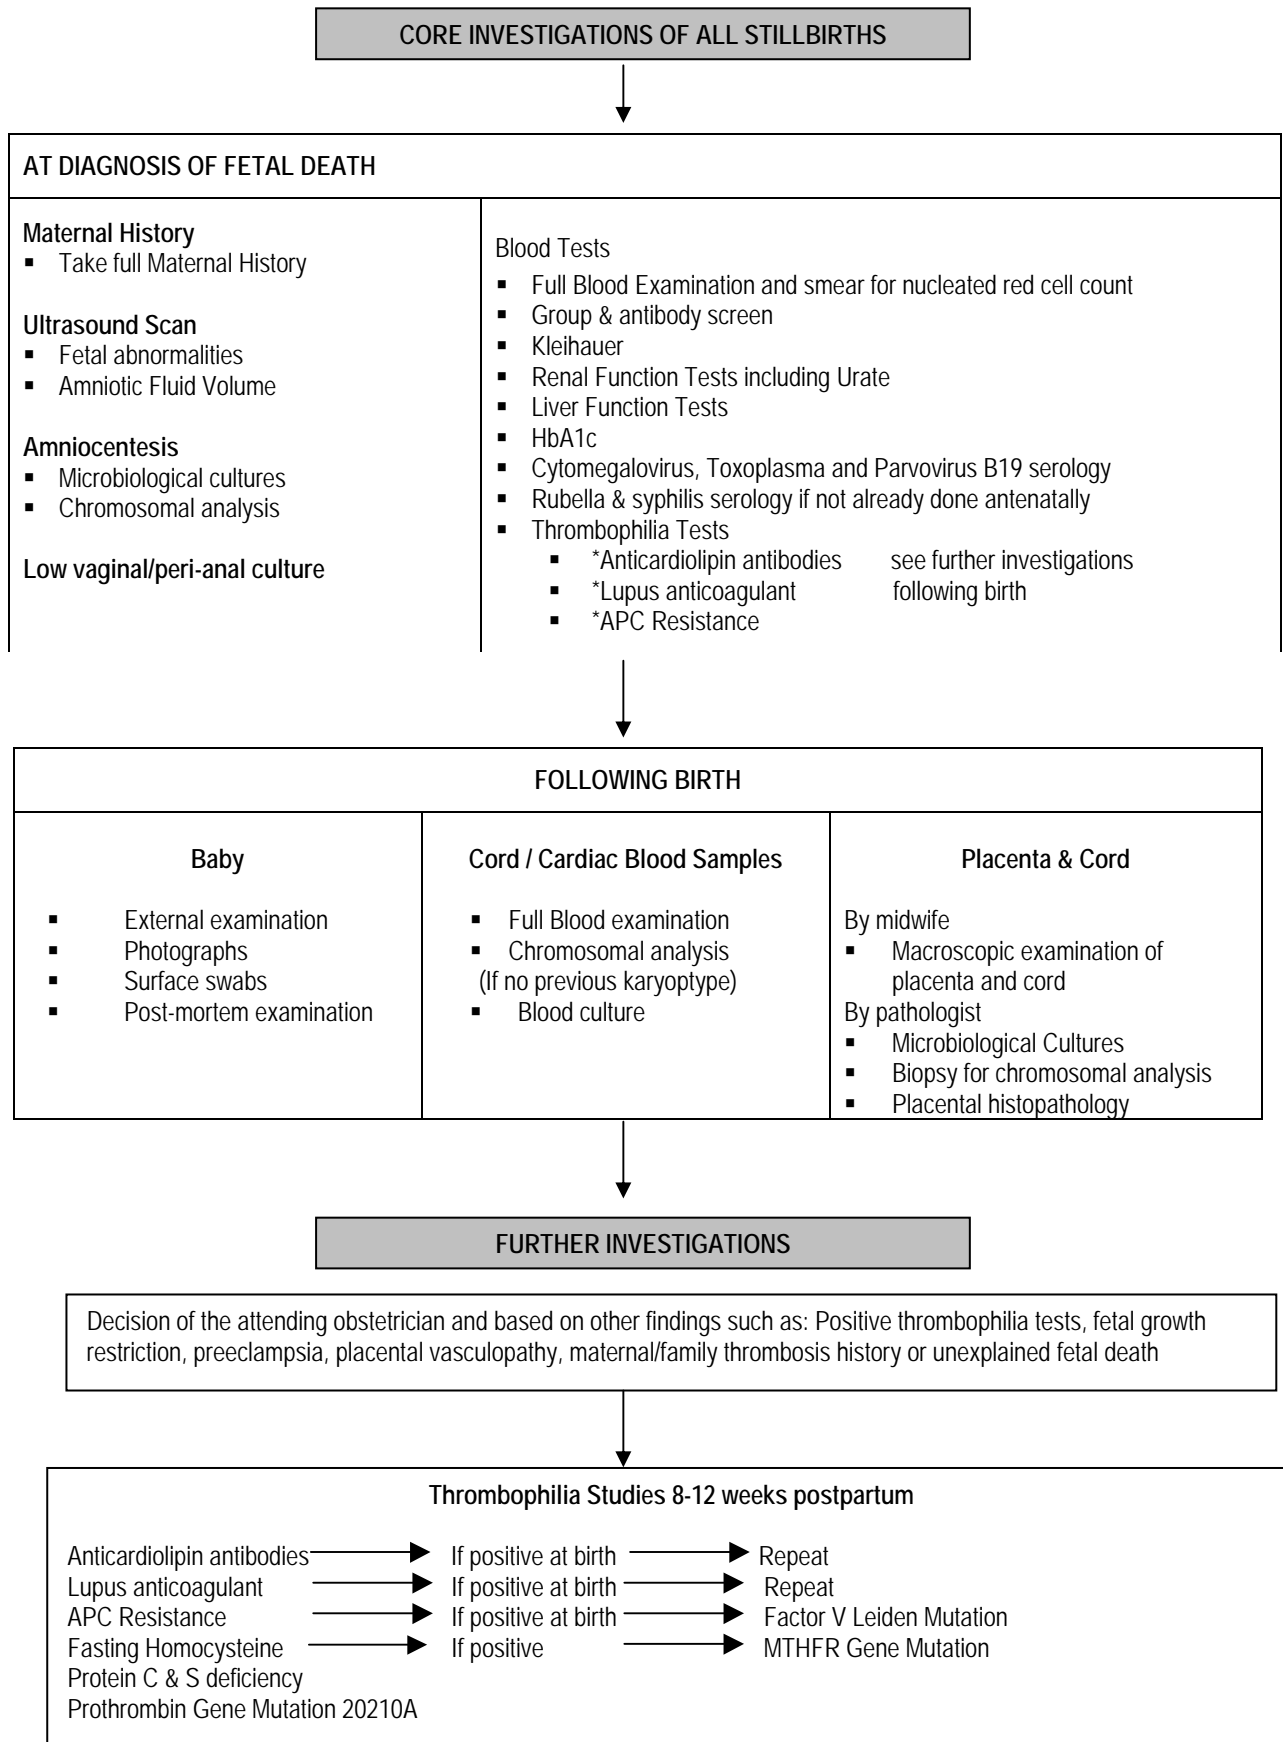 CORE INVESTIGATIONS OF ALL STILLBIRTHS
AT DIAGNOSIS OF FETAL DEATH
Maternal History
▪ Take full Maternal History
Ultrasound Scan
▪ Fetal abnormalities
▪ Amniotic Fluid Volume
Amniocentesis
▪ Microbiological cultures
▪ Chromosomal analysis
Low vaginal/peri-anal culture
Blood Tests
▪ Full Blood Examination and smear for nucleated red cell count
▪ Group & antibody screen
▪ Kleihauer
▪ Renal Function Tests including Urate
▪ Liver Function Tests
▪ HbA1c
▪ Cytomegalovirus, Toxoplasma and Parvovirus B19 serology
▪ Rubella & syphilis serology if not already done antenatally
▪ Thrombophilia Tests
▪ *Anticardiolipin antibodies see further investigations
▪ *Lupus anticoagulant following birth
▪ *APC Resistance
FOLLOWING BIRTH
Baby
▪ External examination
▪ Photographs
▪ Surface swabs
▪ Post-mortem examination
Cord / Cardiac Blood Samples
▪ Full Blood examination
▪ Chromosomal analysis
(If no previous karyoptype)
▪ Blood culture
Placenta & Cord
By midwife
▪ Macroscopic examination of
placenta and cord
By pathologist
▪ Microbiological Cultures
▪ Biopsy for chromosomal analysis
▪ Placental histopathology
FURTHER INVESTIGATIONS
Decision of the attending obstetrician and based on other findings such as: Positive thrombophilia tests, fetal growth
restriction, preeclampsia, placental vasculopathy, maternal/family thrombosis history or unexplained fetal death
Thrombophilia Studies 8-12 weeks postpartum
Anticardiolipin antibodies If positive at birth Repeat
Lupus anticoagulant If positive at birth Repeat
APC Resistance If positive at birth Factor V Leiden Mutation
Fasting Homocysteine If positive MTHFR Gene Mutation
Protein C & S deficiency
Prothrombin Gene Mutation 20210A